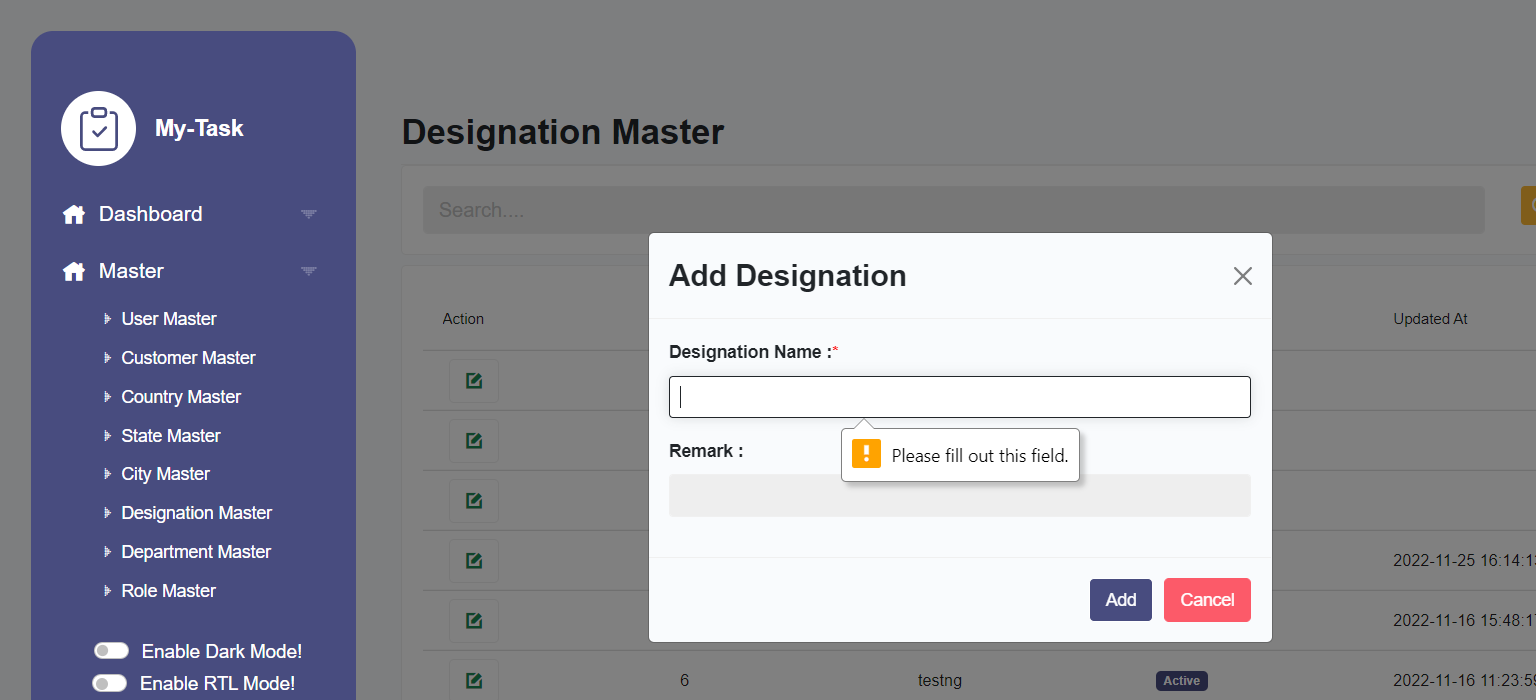 My-Task
Dashboard
Master
User Master
Customer Master
Country Master
State Master
City Master
Designation Master
Department Master
Role Master
Enable Dark Mode!
Enable RTL Mode!
Designation Master
Search....
Action
Updated At
2022-11-25 16:14:1
2022-11-16 15:48:1
6 testng Active 2022-11-16 11:23:5
Add Designation
Designation Name :*
Please fill out this field.
Remark :
Add Cancel